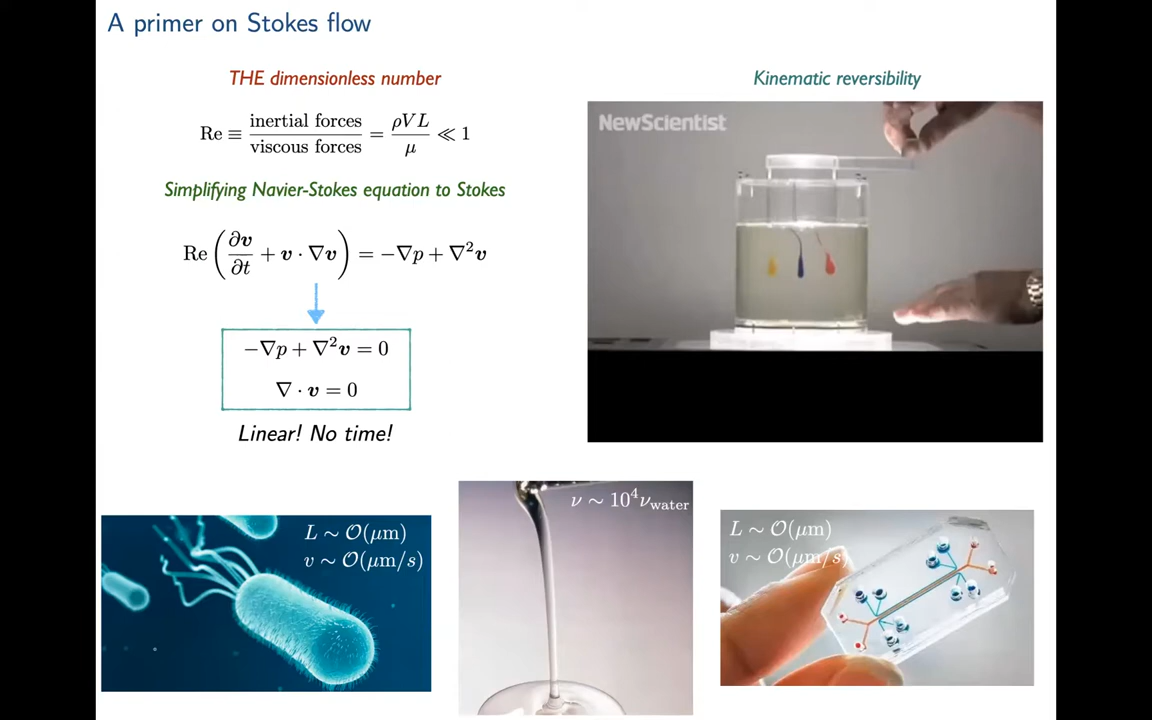 A primer on Stokes flow
THE dimensionless number
Re ≡ inertial forces / viscous forces = ρVL / μ ≪ 1
Simplifying Navier-Stokes equation to Stokes
Re (∂v/∂t + v · ∇v) = −∇p + ∇²v
−∇p + ∇²v = 0
∇ · v = 0
Linear! No time!
Kinematic reversibility
NewScientist
L ∼ O(μm)
v ∼ O(μm/s)
ν ∼ 10⁴ν_water
L ∼ O(μm)
v ∼ O(μm/s)